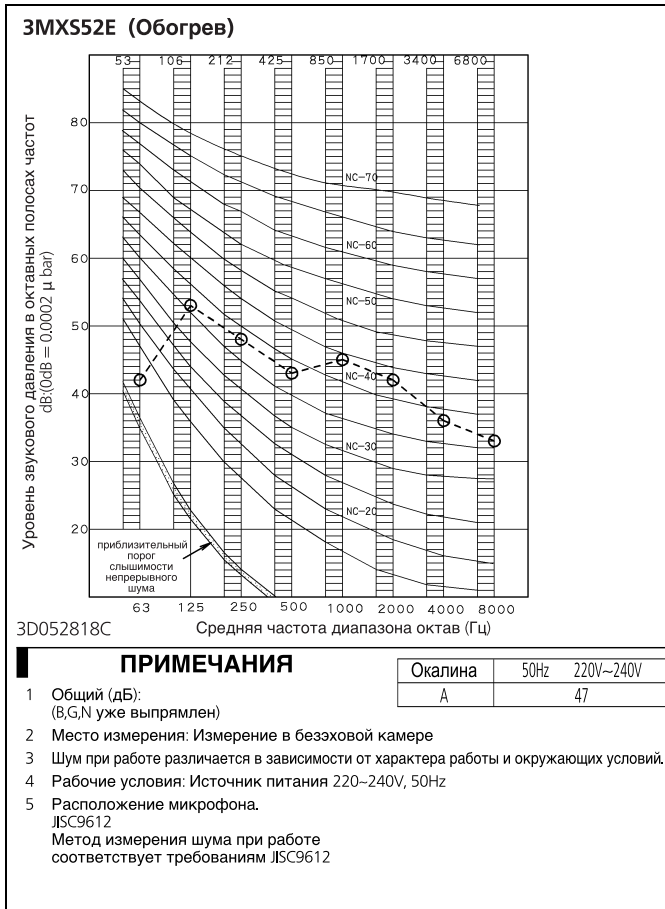 3MXS52E (Обогрев)
53 106 212 425 850 1700 3400 6800
Уровень звукового давления в октавных полосах частот
dB:(0dB = 0.0002 µ bar)
80
70
60
50
40
30
20
NC-70
NC-60
NC-50
NC-40
NC-30
NC-20
приблизительный
порог
слышимости
непрерывного
шума
63 125 250 500 1000 2000 4000 8000
3D052818C
Средняя частота диапазона октав (Гц)
ПРИМЕЧАНИЯ
Окалина 50Hz 220V~240V
A 47
1 Общий (дБ):
(B,G,N уже выпрямлен)
2 Место измерения: Измерение в безэховой камере
3 Шум при работе различается в зависимости от характера работы и окружающих условий.
4 Рабочие условия: Источник питания 220~240V, 50Hz
5 Расположение микрофона.
JISC9612
Метод измерения шума при работе
соответствует требованиям JISC9612